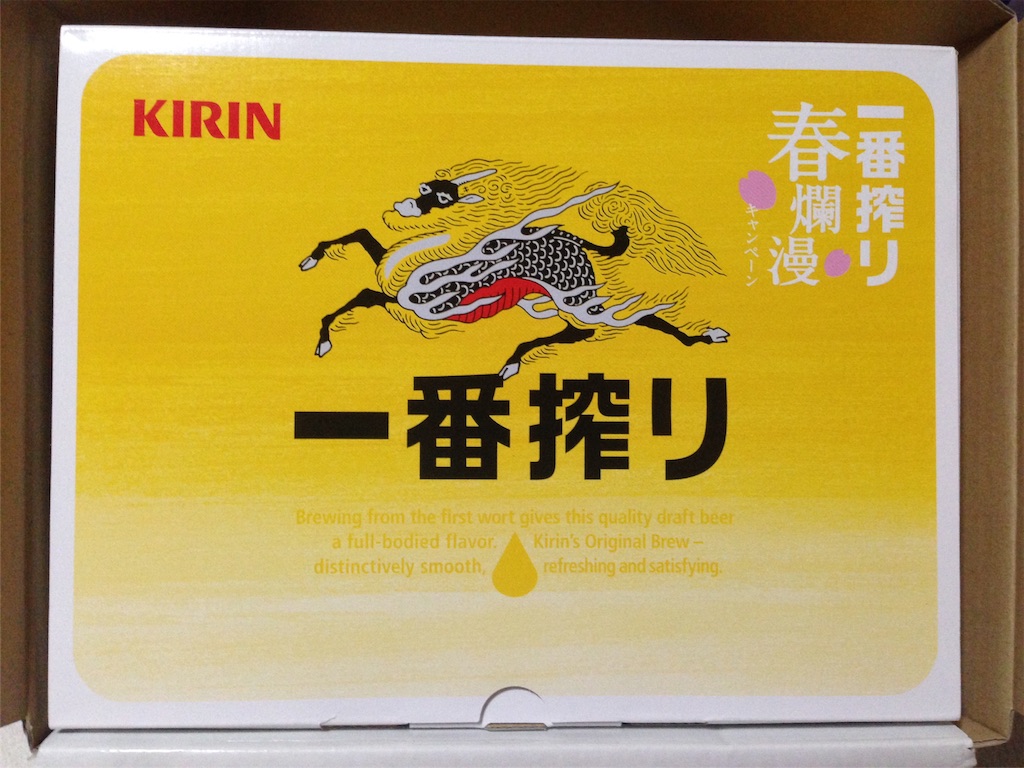 KIRIN
一番搾り
春爛漫
キャンペーン
一番搾り
Brewing from the first wort gives this quality draft beer
a full-bodied flavor. Kirin's Original Brew –
distinctively smooth, refreshing and satisfying.